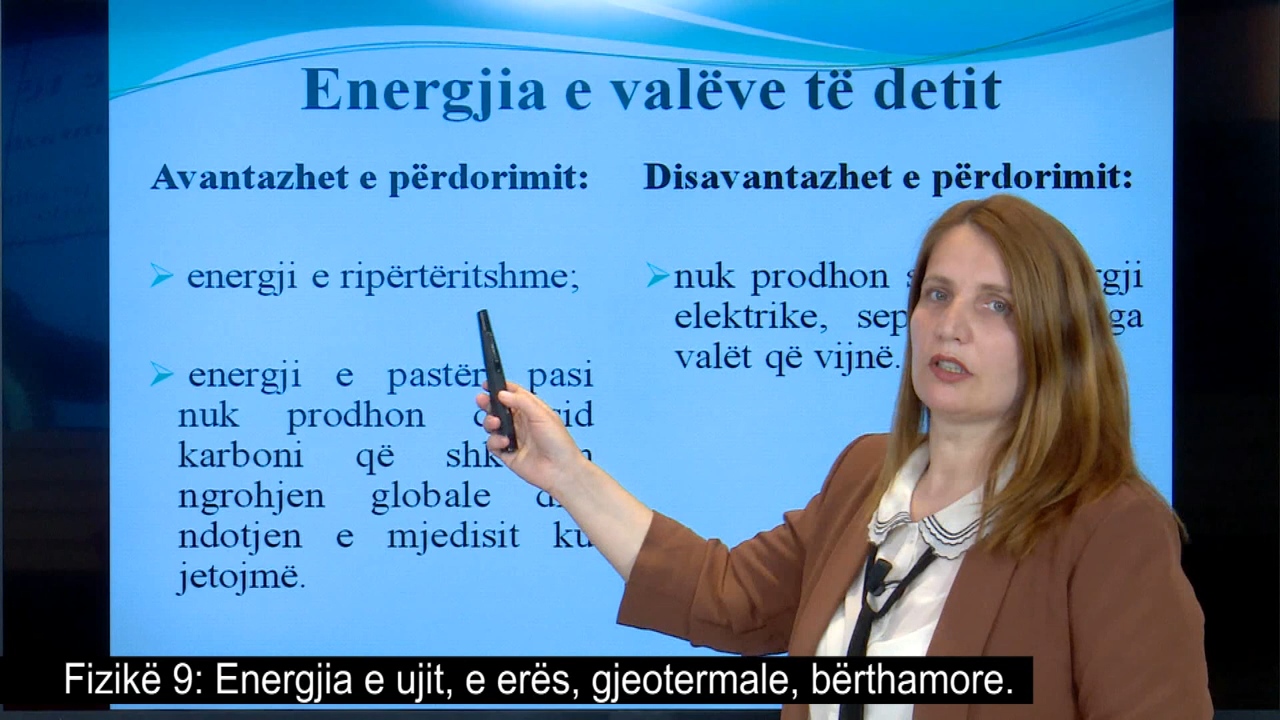 Energjia e valëve të detit
Avantazhet e përdorimit:
energji e ripërtëritshme;
energji e pastër, pasi
nuk prodhon
karboni që
ngrohjen globale
ndotjen e mjedisit ku
jetojmë.
Disavantazhet e përdorimit:
nuk prodhon
elektrike,
valët që vijnë.
Fizikë 9: Energjia e ujit, e erës, gjeotermale, bërthamore.